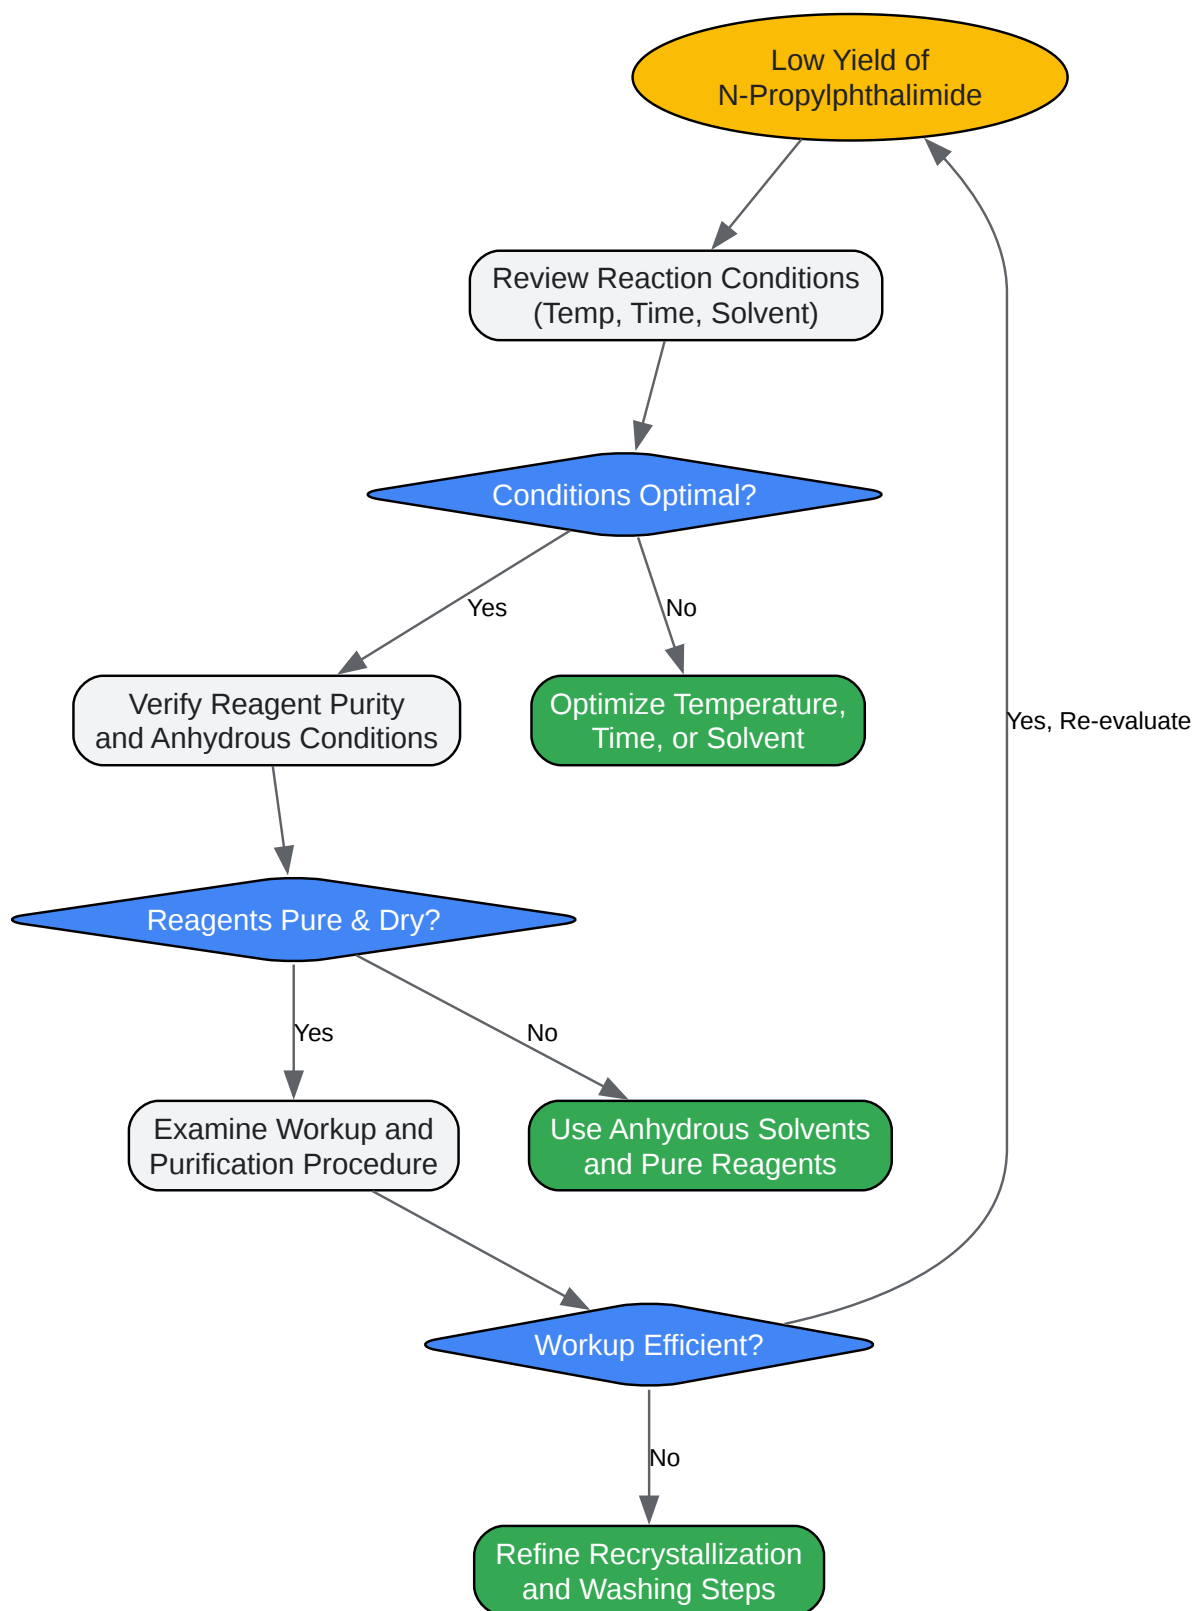 Low Yield of
N-Propylphthalimide
Review Reaction Conditions
(Temp, Time, Solvent)
Conditions Optimal?
Yes
No
Verify Reagent Purity
and Anhydrous Conditions
Optimize Temperature,
Time, or Solvent
Yes, Re-evaluate
Reagents Pure & Dry?
Yes
No
Examine Workup and
Purification Procedure
Use Anhydrous Solvents
and Pure Reagents
Workup Efficient?
No
Refine Recrystallization
and Washing Steps